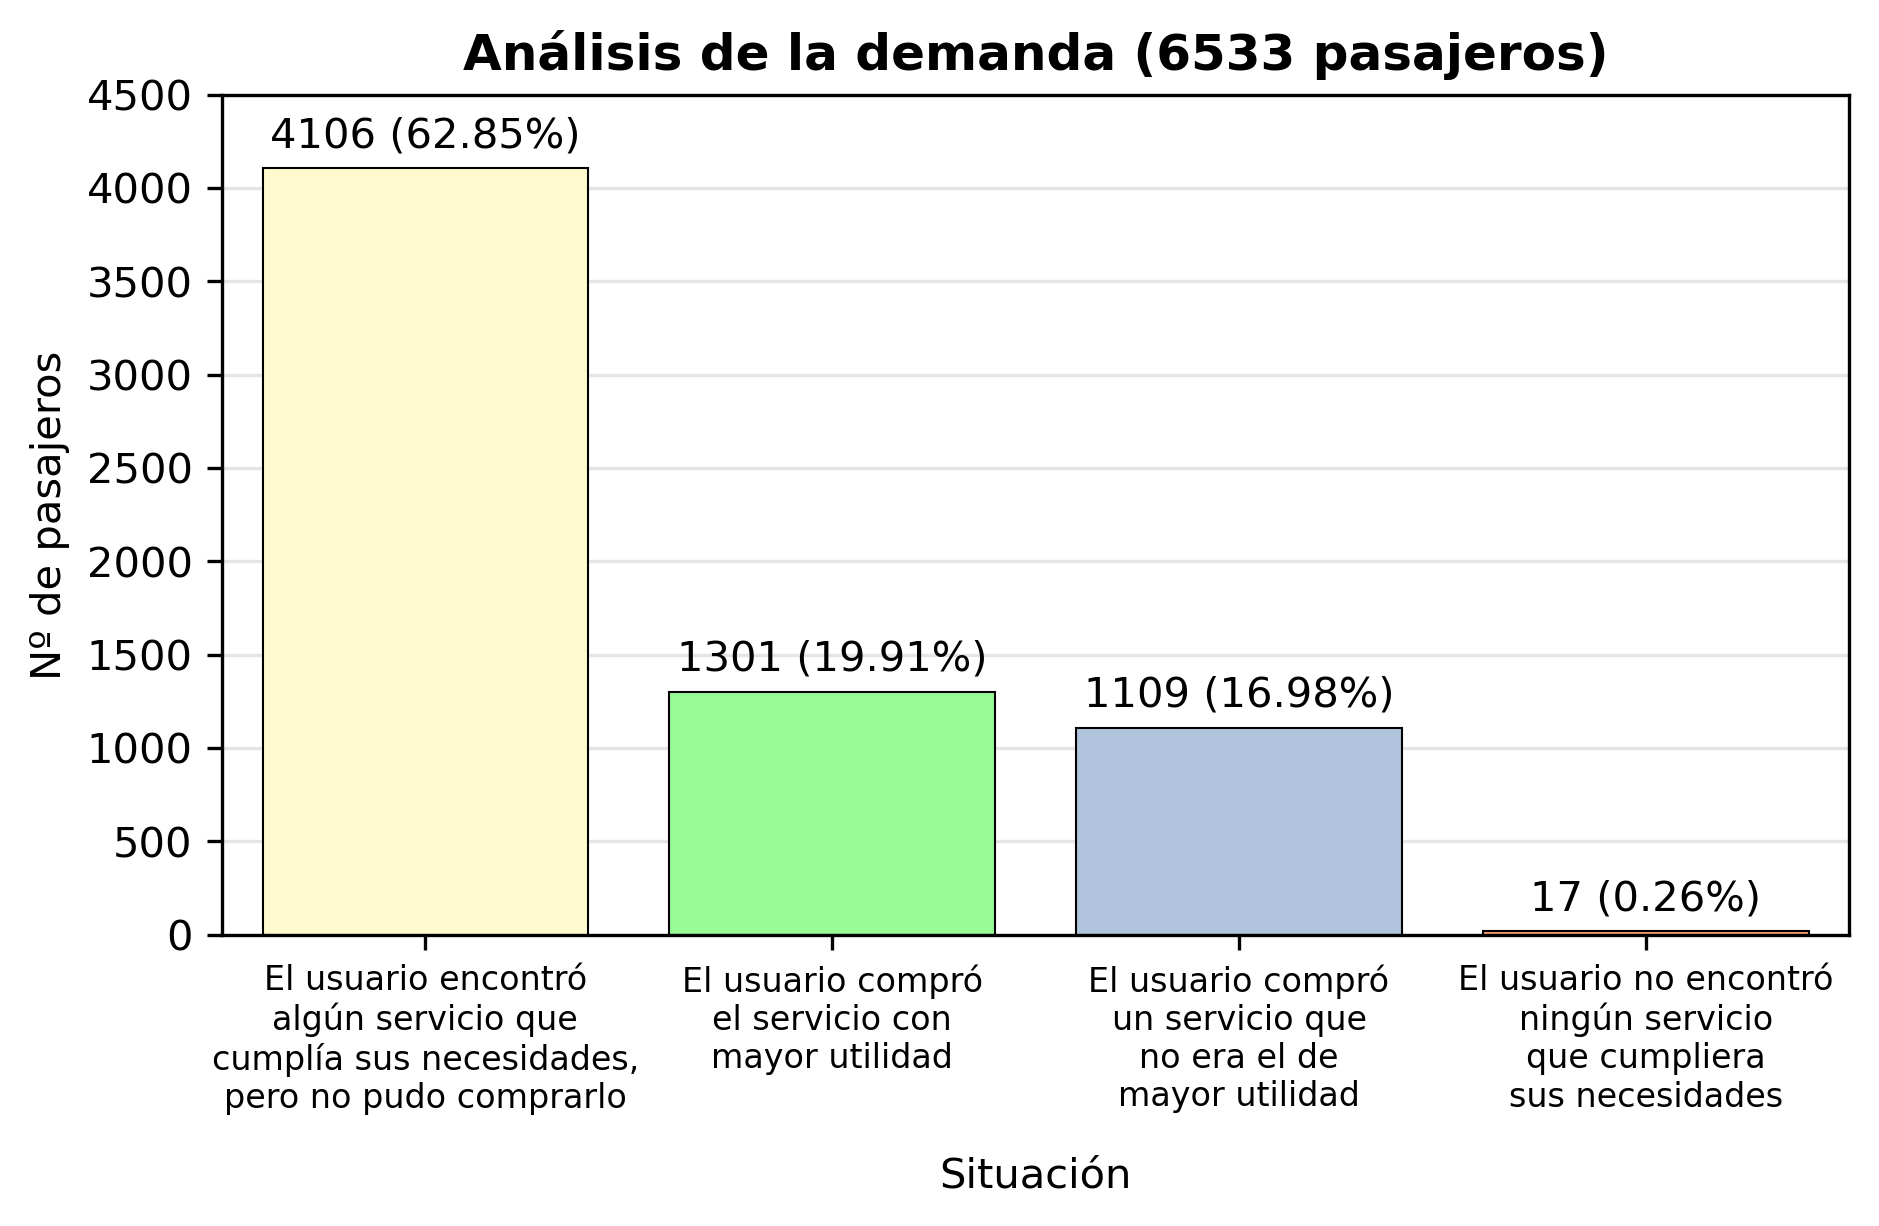 Análisis de la demanda (6533 pasajeros)
Nº de pasajeros
4500
4000
3500
3000
2500
2000
1500
1000
500
0
4106 (62.85%)
1301 (19.91%)
1109 (16.98%)
17 (0.26%)
El usuario encontró
algún servicio que
cumplía sus necesidades,
pero no pudo comprarlo
El usuario compró
el servicio con
mayor utilidad
El usuario compró
un servicio que
no era el de
mayor utilidad
El usuario no encontró
ningún servicio
que cumpliera
sus necesidades
Situación